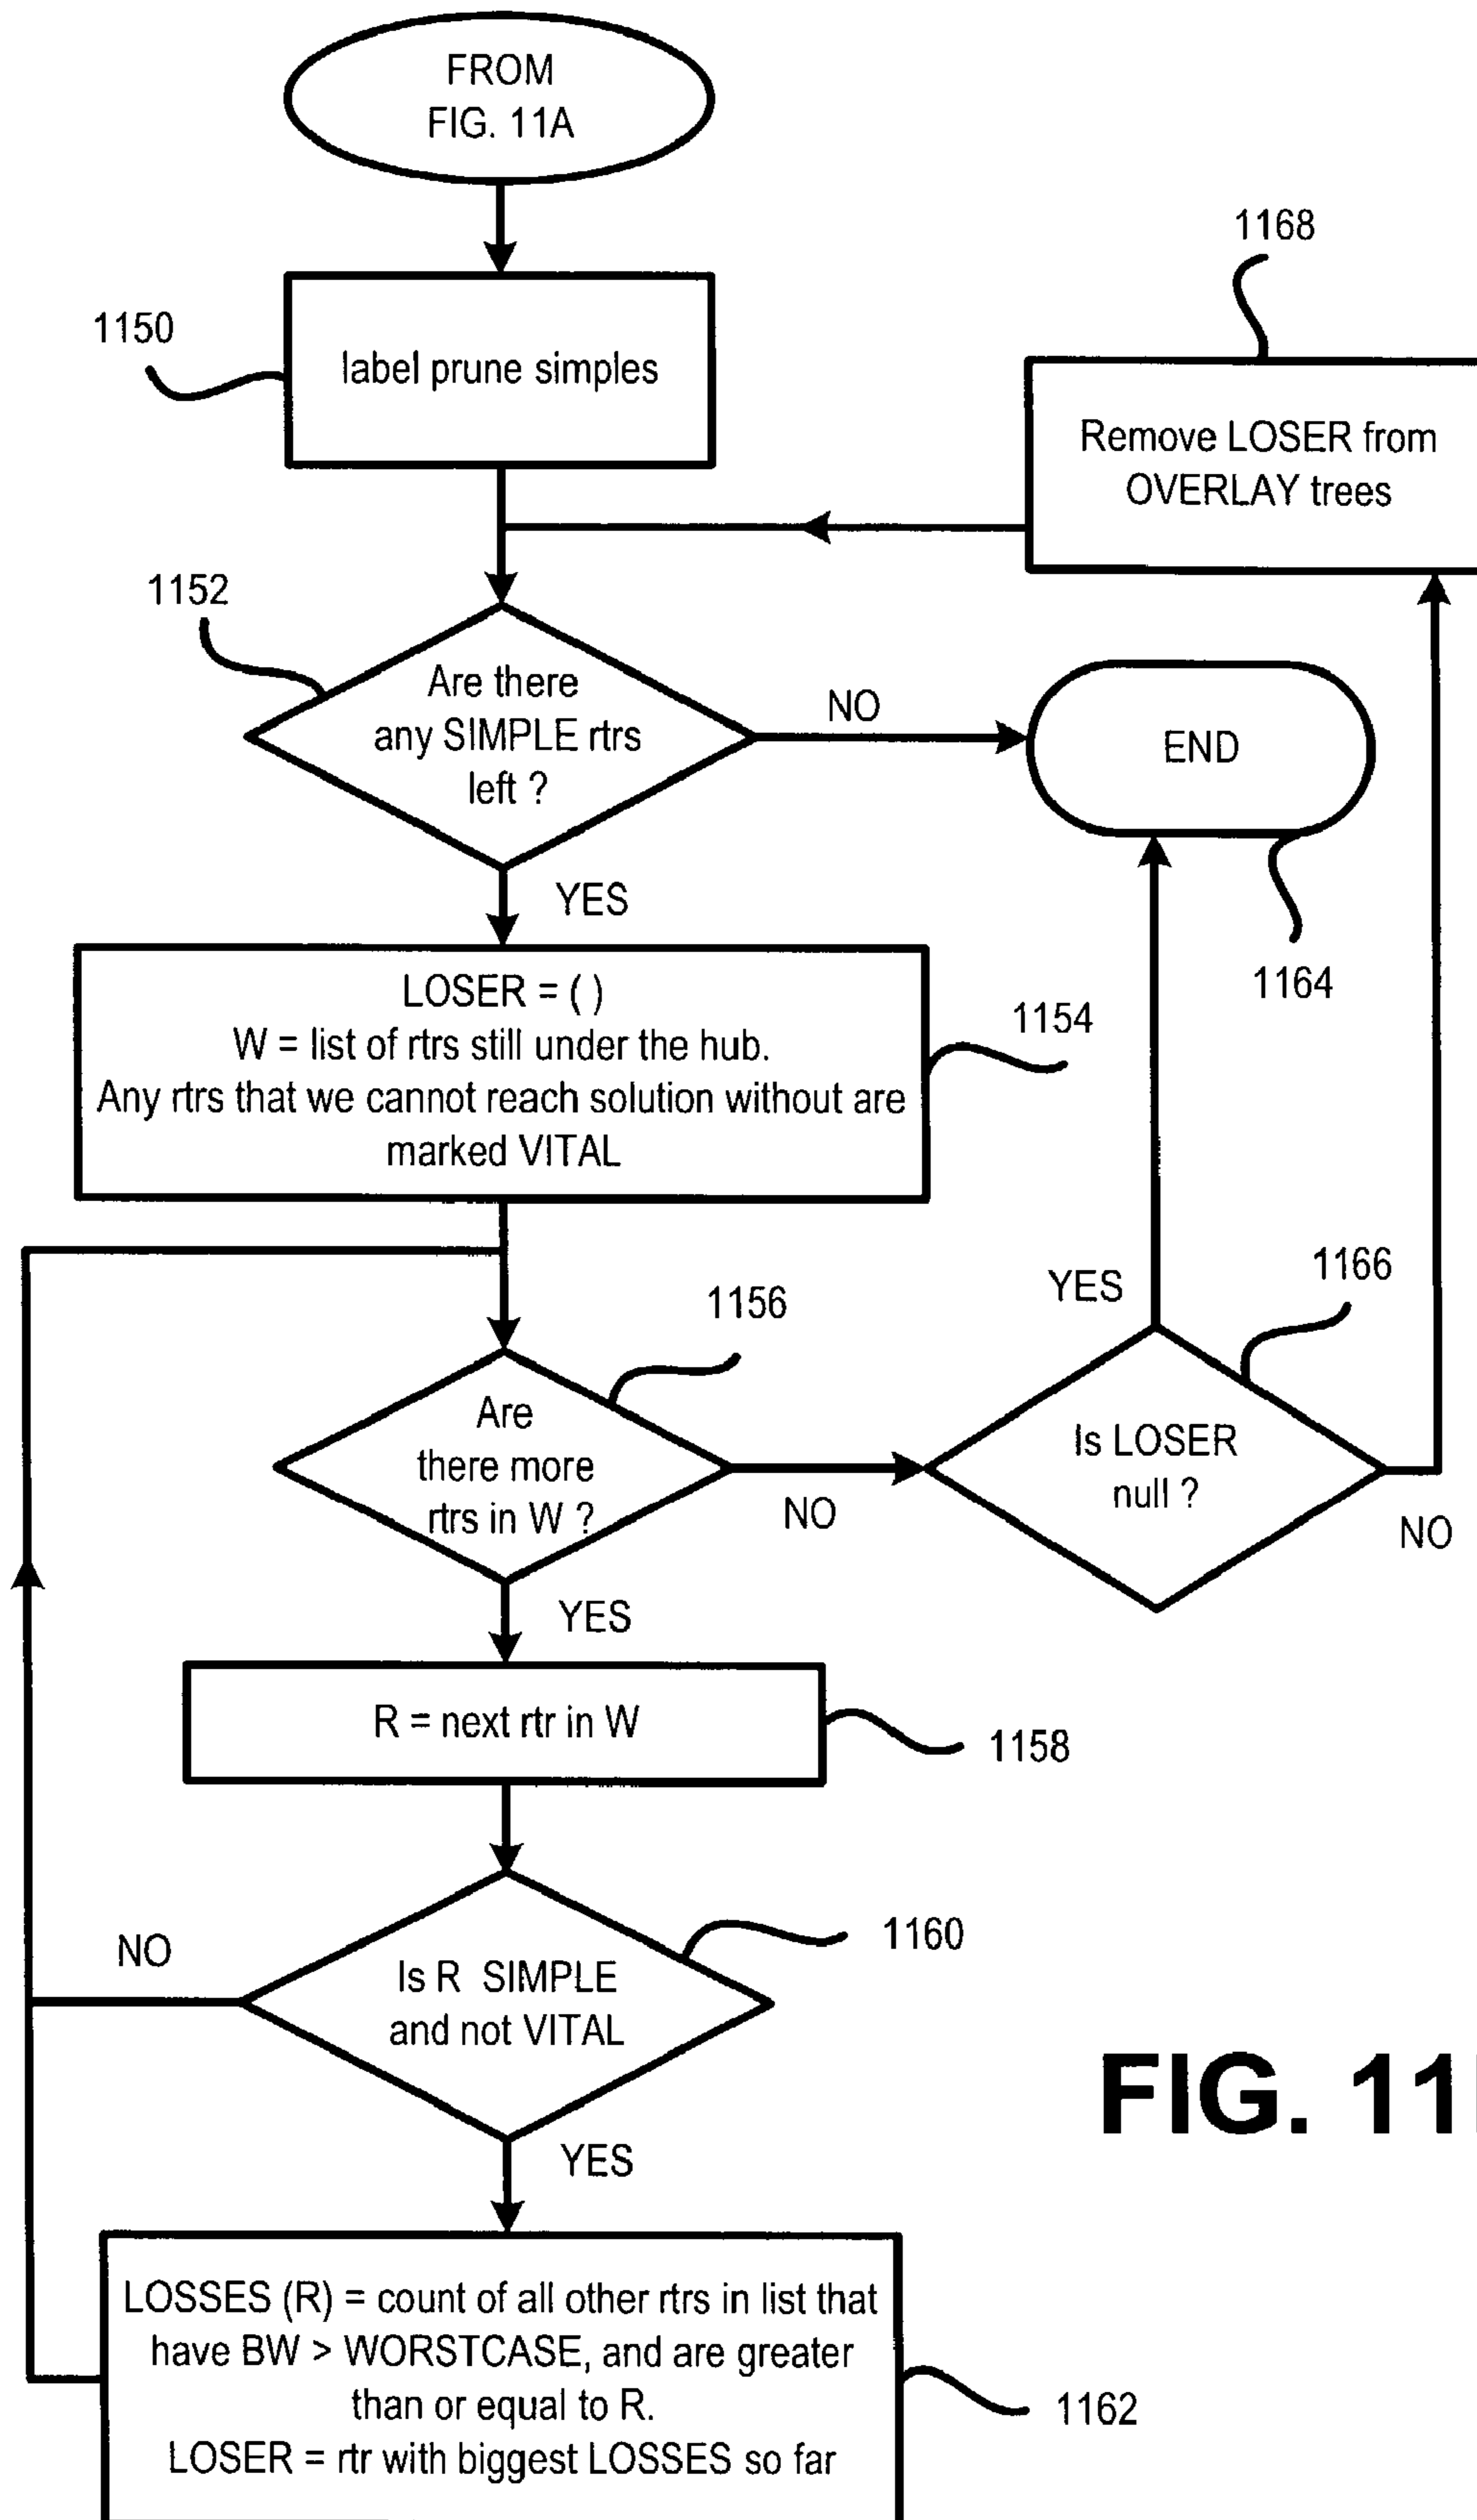 FROM
FIG. 11A
1168
1150
label prune simples
Remove LOSER from
OVERLAY trees
1152
Are there
any SIMPLE rtrs
left ?
NO
END
YES
1164
LOSER = ( )
W = list of rtrs still under the hub.
Any rtrs that we cannot reach solution without are
marked VITAL
1154
1156
YES
1166
Are
there more
rtrs in W ?
NO
Is LOSER
null ?
NO
YES
R = next rtr in W
1158
NO
1160
Is R SIMPLE
and not VITAL
FIG. 11
YES
LOSSES (R) = count of all other rtrs in list that
have BW > WORSTCASE, and are greater
than or equal to R.
LOSER = rtr with biggest LOSSES so far
1162